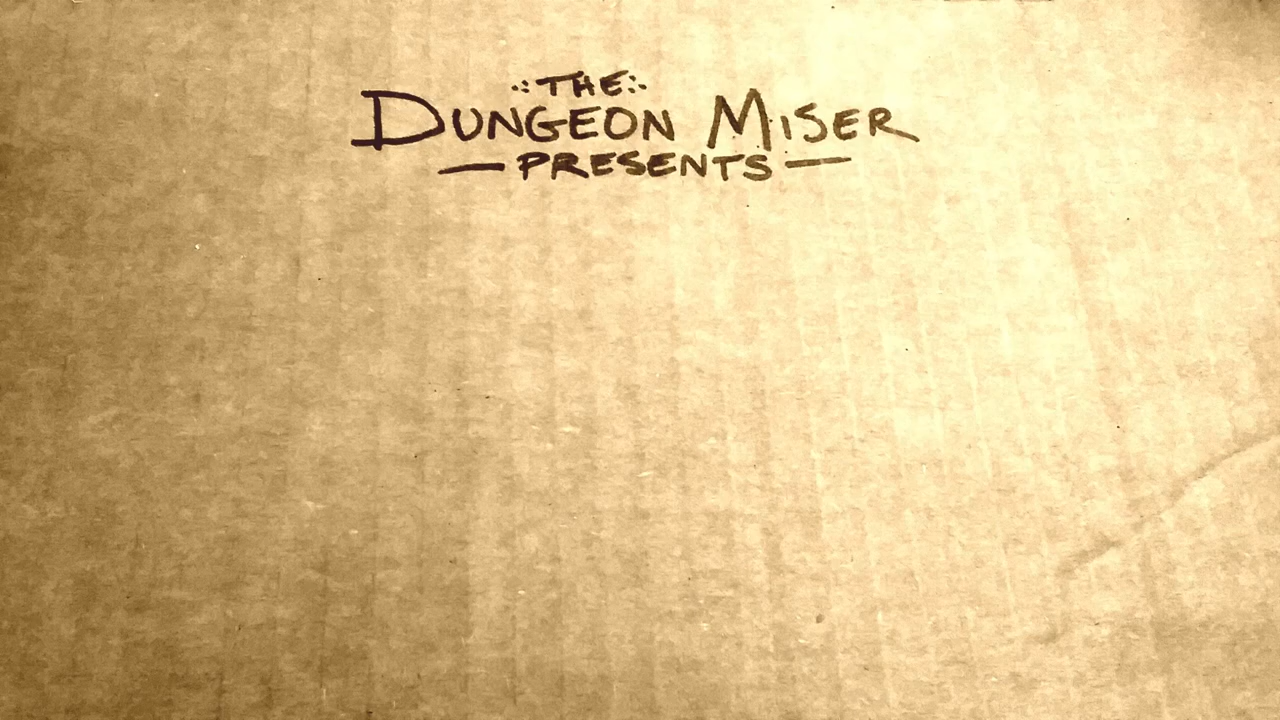 .:THE:.
DUNGEON MISER
— PRESENTS —